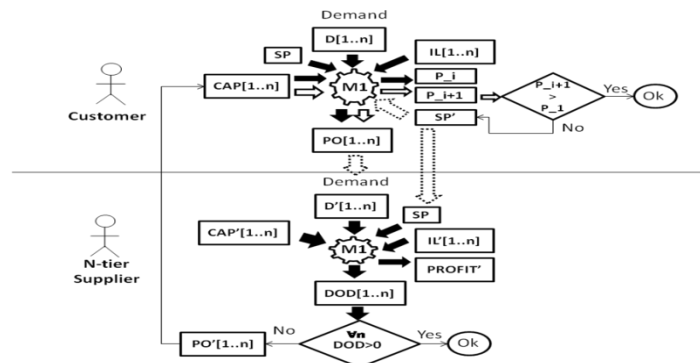 Demand
D[1..n]
SP
IL[1..n]
CAP[1..n]
M1
P_i
P_i+1
SP'
P_i+1
>
P_1
Yes
Ok
No
Customer
PO[1..n]
Demand
D'[1..n]
SP
CAP'[1..n]
M1
IL'[1..n]
PROFIT'
N-tier
Supplier
DOD[1..n]
∀n
DOD>0
No
Yes
Ok
PO'[1..n]